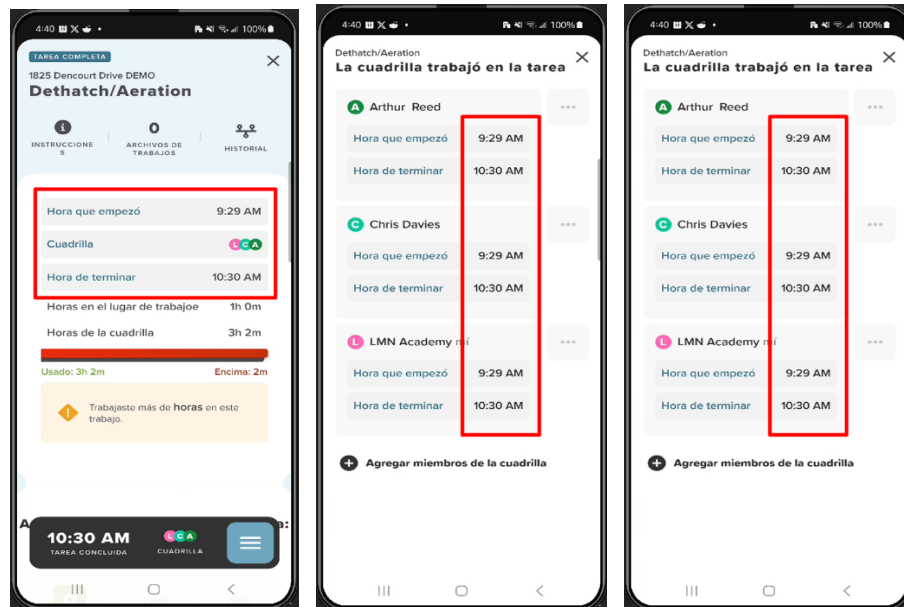 4:40
100%
TAREA COMPLETA
1825 Dencourt Drive DEMO
Dethatch/Aeration
INSTRUCCIONE
S
0
ARCHIVOS DE
TRABAJOS
HISTORIAL
Hora que empezó 9:29 AM
Cuadrilla L C A
Hora de terminar 10:30 AM
Horas en el lugar de trabajoe 1h 0m
Horas de la cuadrilla 3h 2m
Usado: 3h 2m Encima: 2m
Trabajaste más de horas en este
trabajo.
10:30 AM
TAREA CONCLUIDA
L C A
CUADRILLA
4:40
100%
Dethatch/Aeration
La cuadrilla trabajó en la tarea
A Arthur Reed
Hora que empezó 9:29 AM
Hora de terminar 10:30 AM
C Chris Davies
Hora que empezó 9:29 AM
Hora de terminar 10:30 AM
L LMN Academy mí
Hora que empezó 9:29 AM
Hora de terminar 10:30 AM
Agregar miembros de la cuadrilla
4:40
100%
Dethatch/Aeration
La cuadrilla trabajó en la tarea
A Arthur Reed
Hora que empezó 9:29 AM
Hora de terminar 10:30 AM
C Chris Davies
Hora que empezó 9:29 AM
Hora de terminar 10:30 AM
L LMN Academy mí
Hora que empezó 9:29 AM
Hora de terminar 10:30 AM
Agregar miembros de la cuadrilla